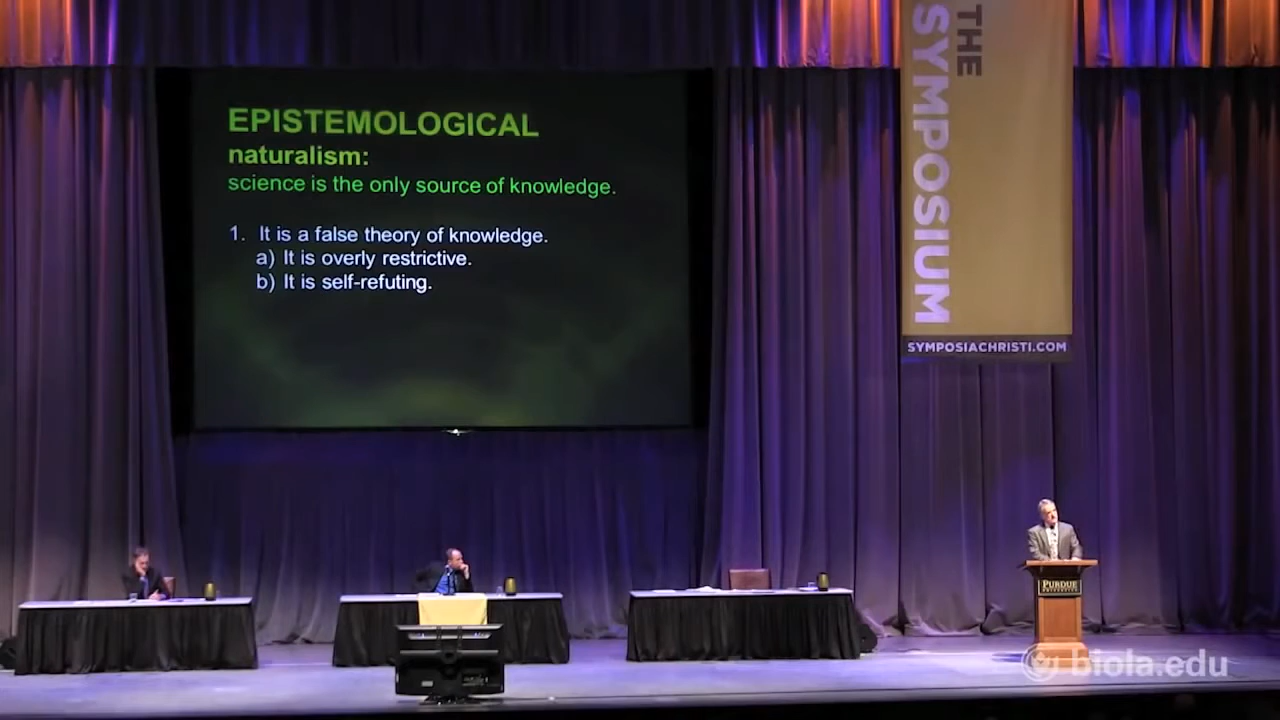 EPISTEMOLOGICAL
naturalism:
science is the only source of knowledge.
1. It is a false theory of knowledge.
a) It is overly restrictive.
b) It is self-refuting.
THE
SYMPOSIUM
SYMPOSIACHRISTI.COM
PURDUE
UNIVERSITY
biola.edu